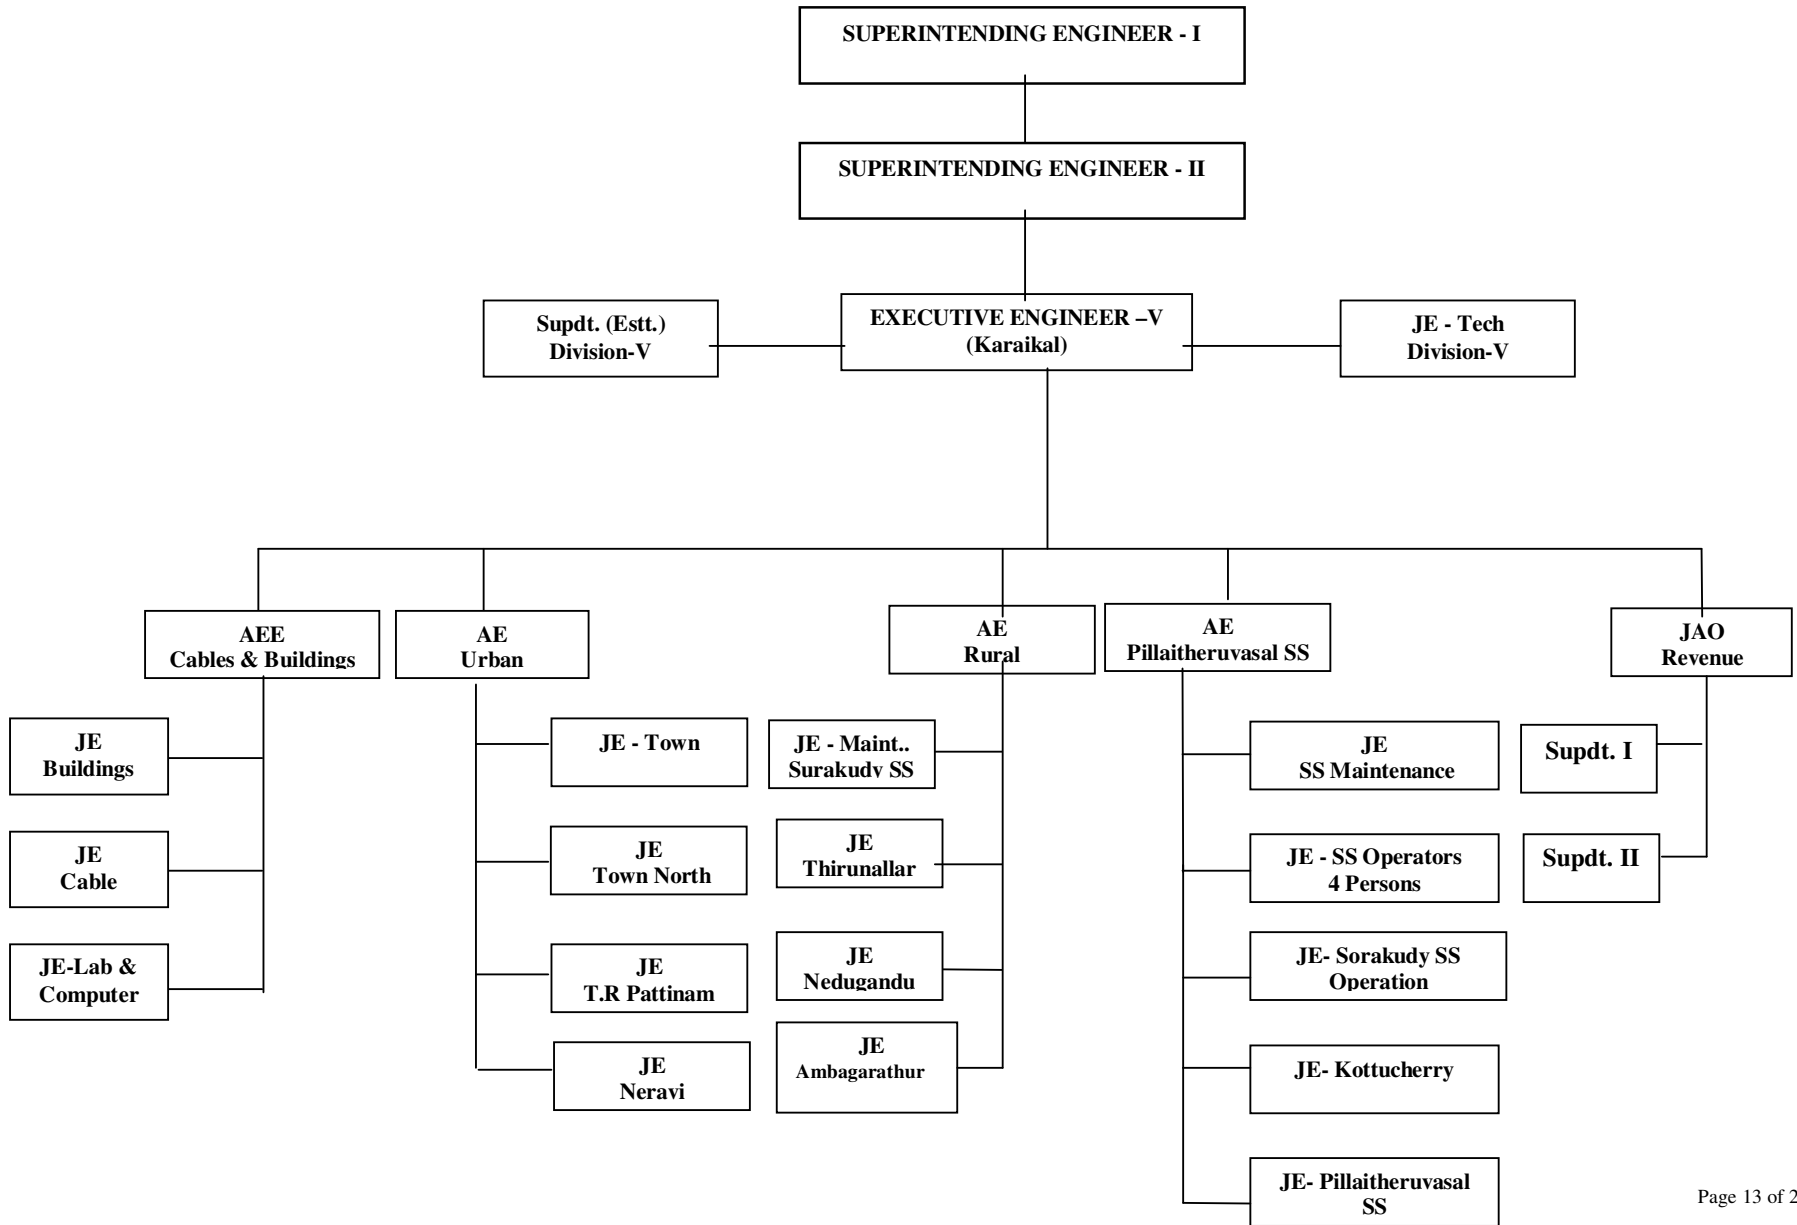 SUPERINTENDING ENGINEER - I
SUPERINTENDING ENGINEER - II
Supdt. (Estt.)
Division-V
EXECUTIVE ENGINEER –V
(Karaikal)
JE - Tech
Division-V
AEE
Cables & Buildings
AE
Urban
AE
Rural
AE
Pillaitheruvasal SS
JAO
Revenue
JE
Buildings
JE
Cable
JE-Lab &
Computer
JE - Town
JE
Town North
JE
T.R Pattinam
JE
Neravi
JE - Maint..
Surakudy SS
JE
Thirunallar
JE
Nedugandu
JE
Ambagarathur
JE
SS Maintenance
JE - SS Operators
4 Persons
JE- Sorakudy SS
Operation
JE- Kottucherry
JE- Pillaitheruvasal
SS
Supdt. I
Supdt. II
Page 13 of 2